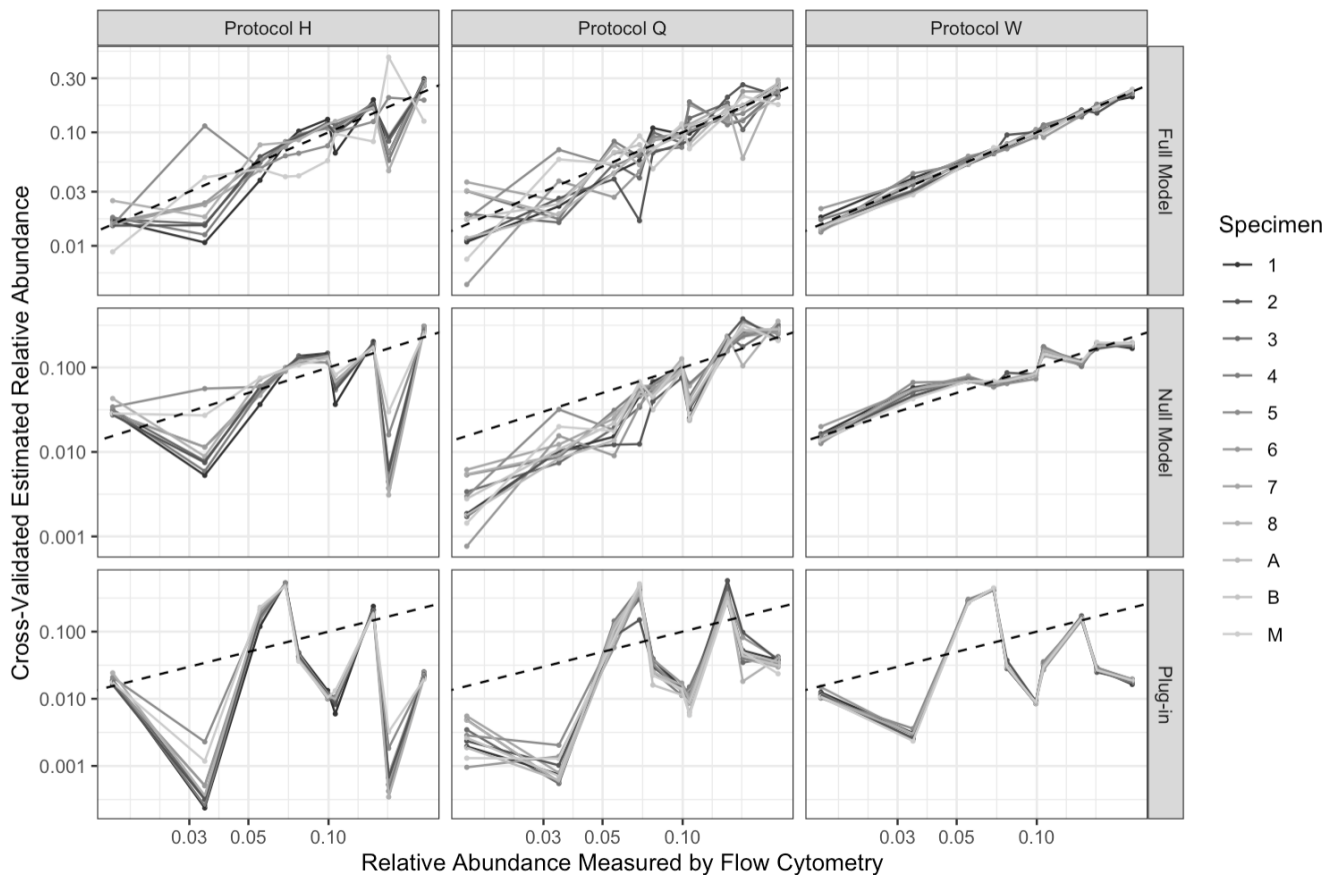 Protocol H
Protocol Q
Protocol W
Cross-Validated Estimated Relative Abundance
0.30
0.10
0.03
0.01
Full Model
0.100
0.010
0.001
Null Model
0.100
0.010
0.001
Plug-in
0.03 0.05 0.10
0.03 0.05 0.10
0.03 0.05 0.10
Relative Abundance Measured by Flow Cytometry
Specimen
1
2
3
4
5
6
7
8
A
B
M